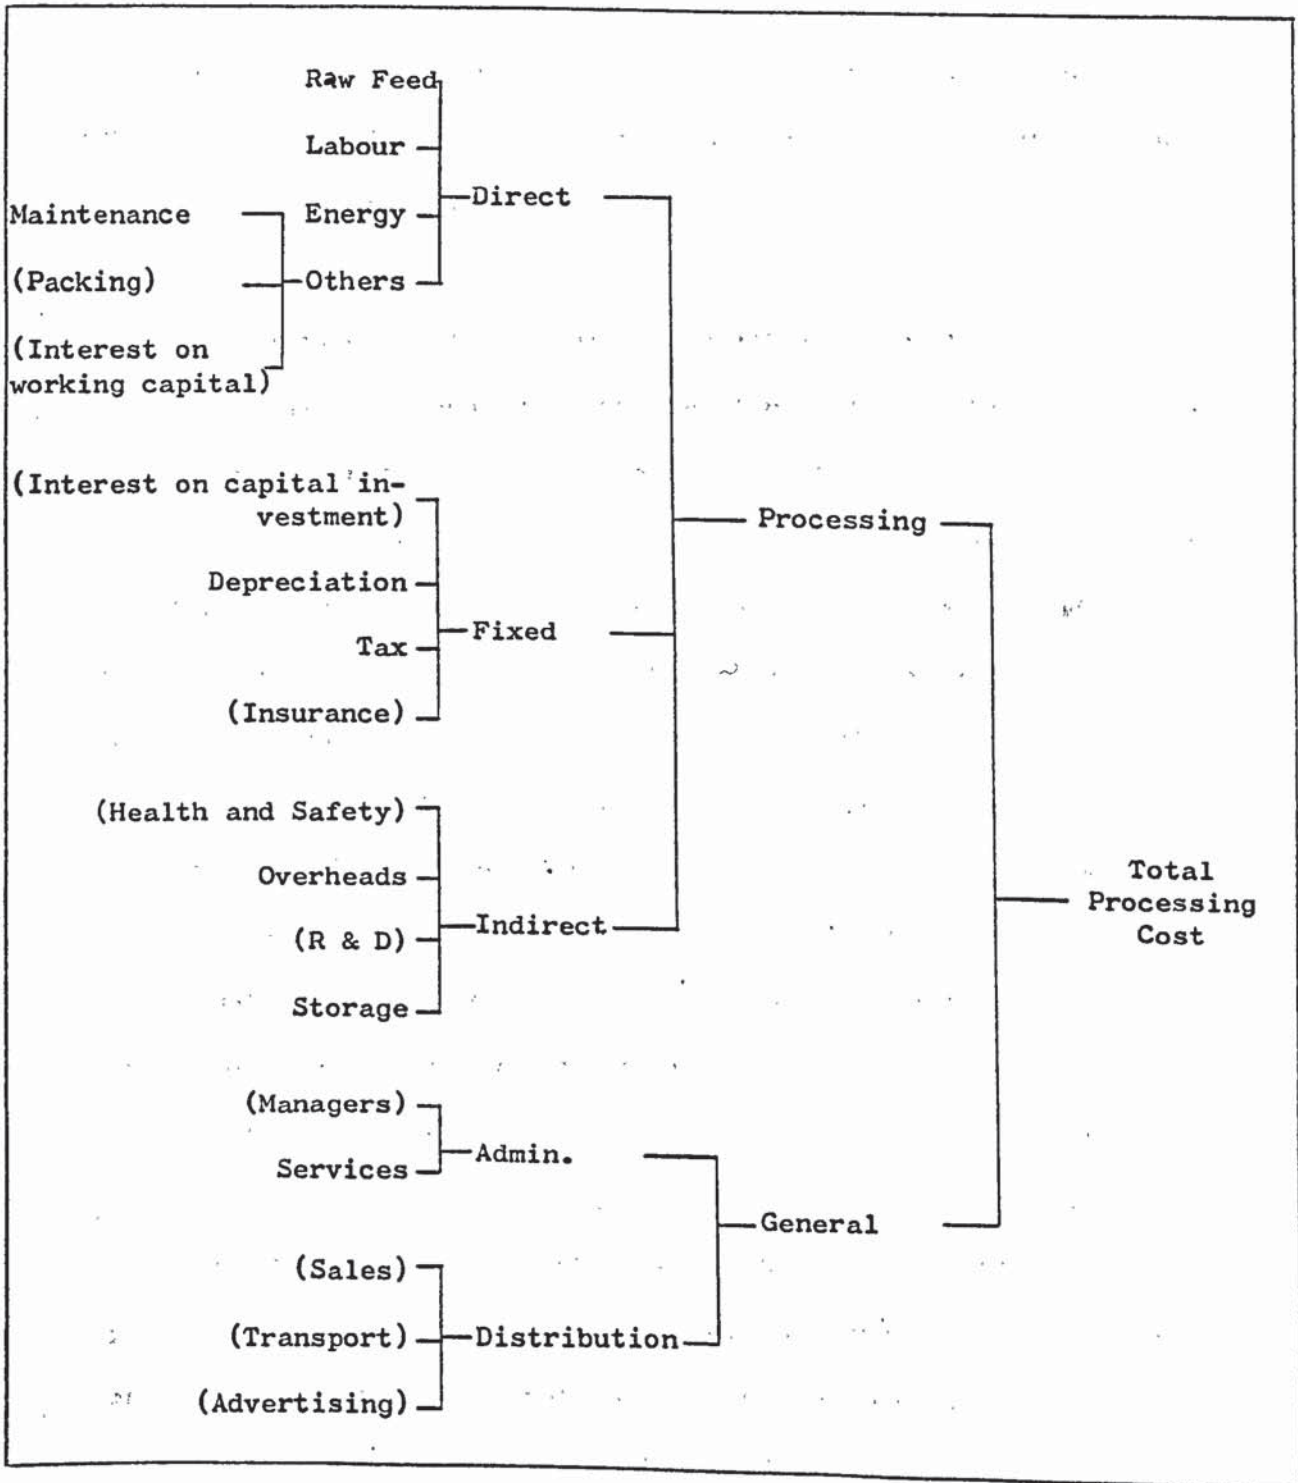 Raw Feed
Labour
Direct
Maintenance
Energy
(Packing)
Others
(Interest on
working capital)
(Interest on capital in-
vestment)
Processing
Depreciation
Fixed
Tax
(Insurance)
(Health and Safety)
Overheads
Total
Processing
Cost
Indirect
(R & D)
Storage
(Managers)
Admin.
Services
General
(Sales)
(Transport)
Distribution
(Advertising)